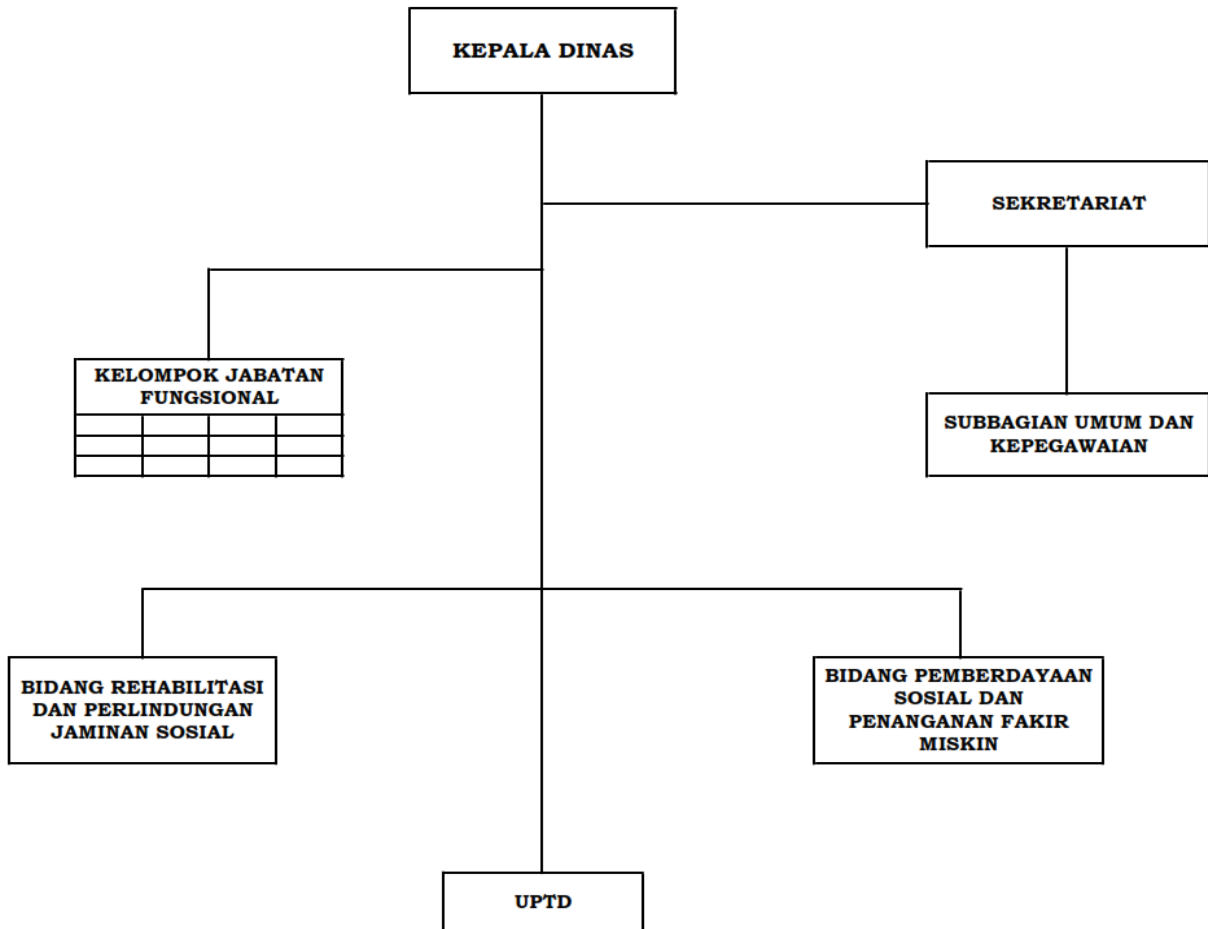 KEPALA DINAS
SEKRETARIAT
KELOMPOK JABATAN
FUNGSIONAL
SUBBAGIAN UMUM DAN
KEPEGAWAIAN
BIDANG REHABILITASI
DAN PERLINDUNGAN
JAMINAN SOSIAL
BIDANG PEMBERDAYAAN
SOSIAL DAN
PENANGANAN FAKIR
MISKIN
UPTD